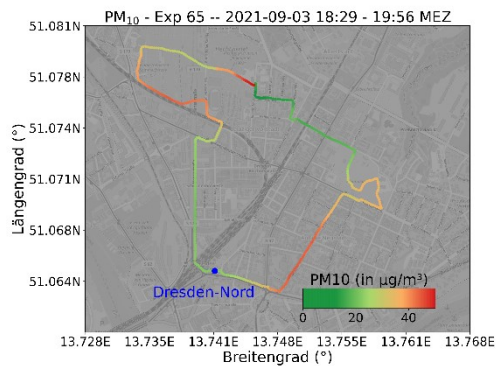 PM₁₀ - Exp 65 -- 2021-09-03 18:29 - 19:56 MEZ
51.081N
51.078N
51.074N
51.071N
51.068N
51.064N
Längengrad (°)
Dresden-Nord
PM10 (in µg/m³)
0 20 40
13.728E 13.735E 13.741E 13.748E 13.755E 13.761E 13.768E
Breitengrad (°)